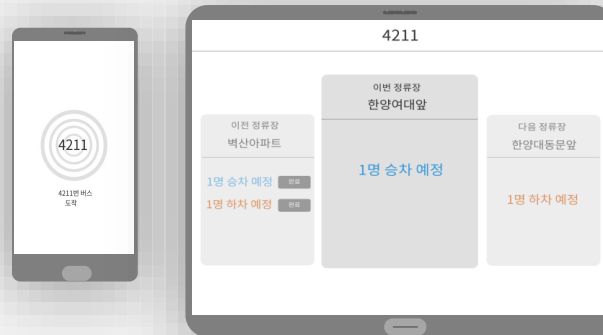 4211
4211번 버스
도착
4211
이전 정류장
벽산아파트
1명 승차 예정 완료
1명 하차 예정 완료
이번 정류장
한양여대앞
1명 승차 예정
다음 정류장
한양대동문앞
1명 하차 예정